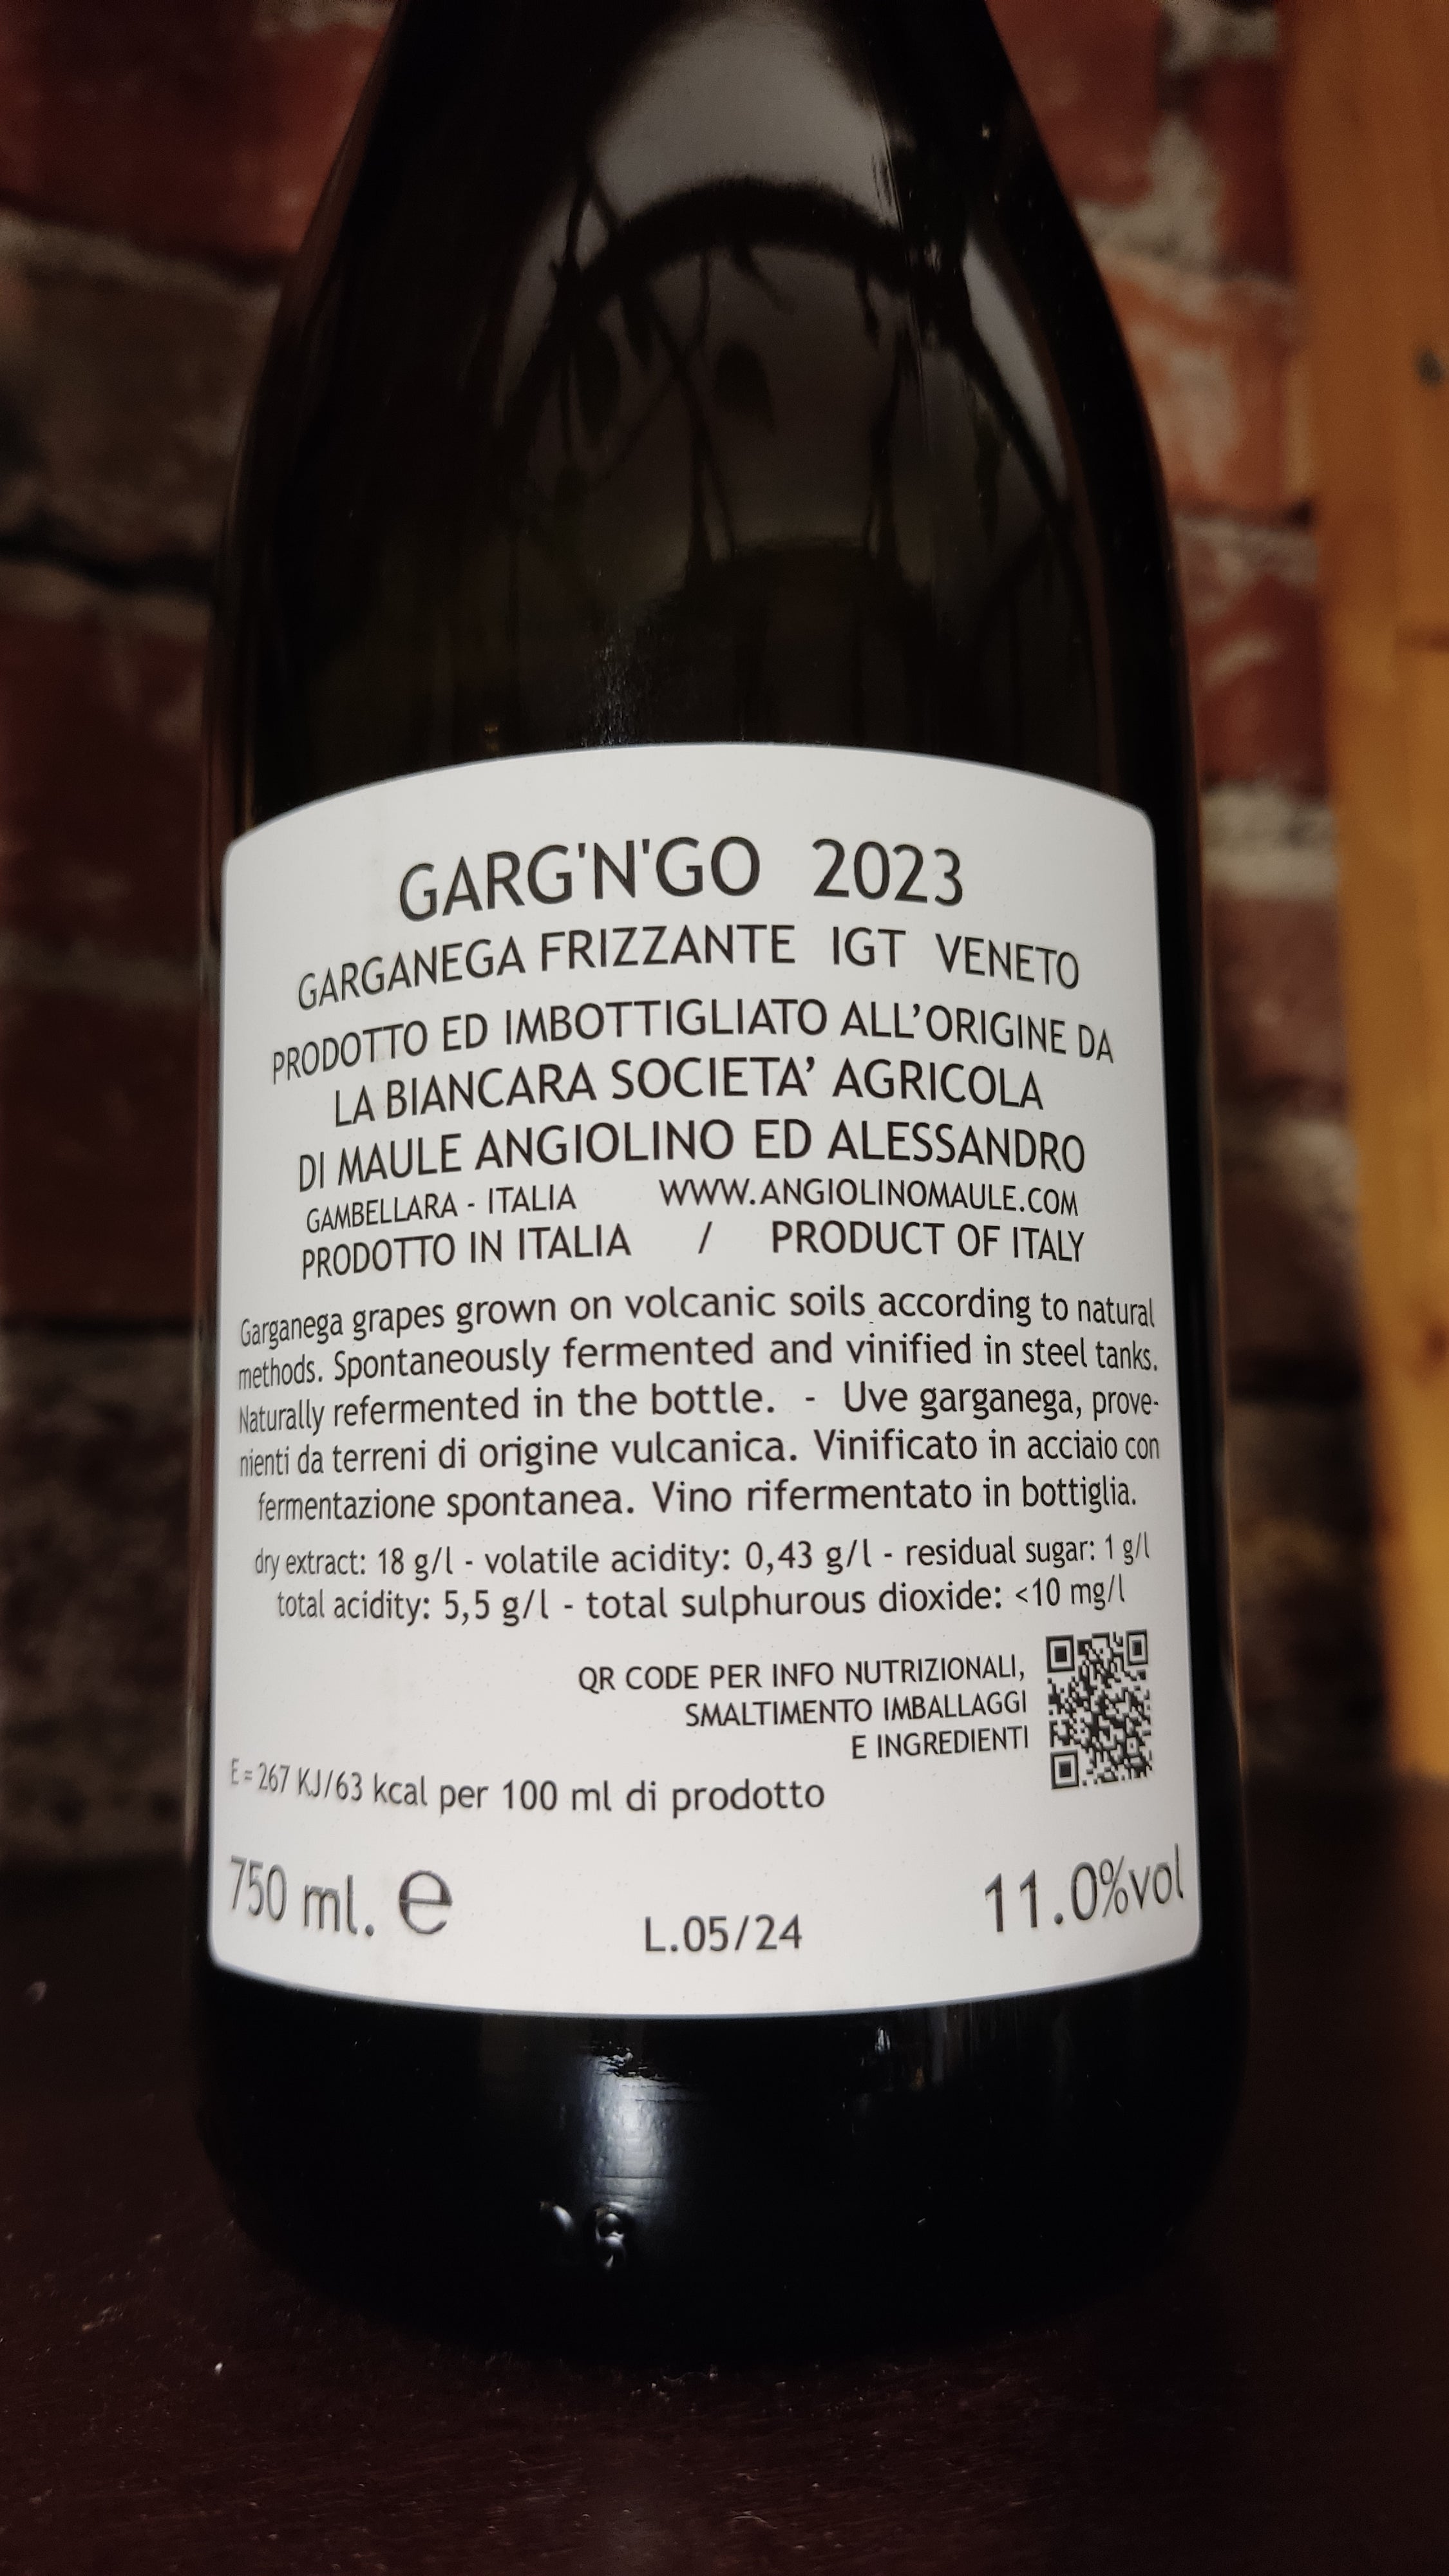 GARG'N'GO 2023
GARGANEGA FRIZZANTE IGT VENETO
PRODOTTO ED IMBOTTIGLIATO ALL'ORIGINE DA
LA BIANCARA SOCIETA' AGRICOLA
DI MAULE ANGIOLINO ED ALESSANDRO
GAMBELLARA - ITALIA WWW.ANGIOLINOMAULE.COM
PRODOTTO IN ITALIA / PRODUCT OF ITALY
Garganega grapes grown on volcanic soils according to natural
methods. Spontaneously fermented and vinified in steel tanks.
Naturally refermented in the bottle. - Uve garganega, prove-
nienti da terreni di origine vulcanica. Vinificato in acciaio con
fermentazione spontanea. Vino rifermentato in bottiglia.
dry extract: 18 g/l - volatile acidity: 0,43 g/l - residual sugar: 1 g/l
total acidity: 5,5 g/l - total sulphurous dioxide: <10 mg/l
QR CODE PER INFO NUTRIZIONALI,
SMALTIMENTO IMBALLAGGI
E INGREDIENTI
E = 267 KJ/63 kcal per 100 ml di prodotto
750 ml. e L.05/24 11.0%vol